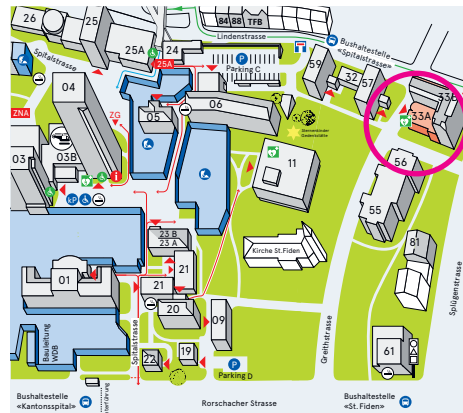 26
25
84 88 TFB
Lindenstrasse
Bushaltestelle
«Spitalstrasse»
25A
24
25A
P
Parking C
59
32
57
33B
33A
Spitalstrasse
04
ZNA
ZG
05
06
Sternenkinder
Gedenkstätte
11
03
03B
i
P
56
55
23 B
23 A
21
21
Kirche St.Fiden
81
01
20
09
Bauleitung
WDB
Spitalstrasse
Greithstrasse
Splügenstrasse
22
19
P
Parking D
61
Bushaltestelle
«Kantonsspital»
Rorschacher Strasse
Bushaltestelle
«St. Fiden»